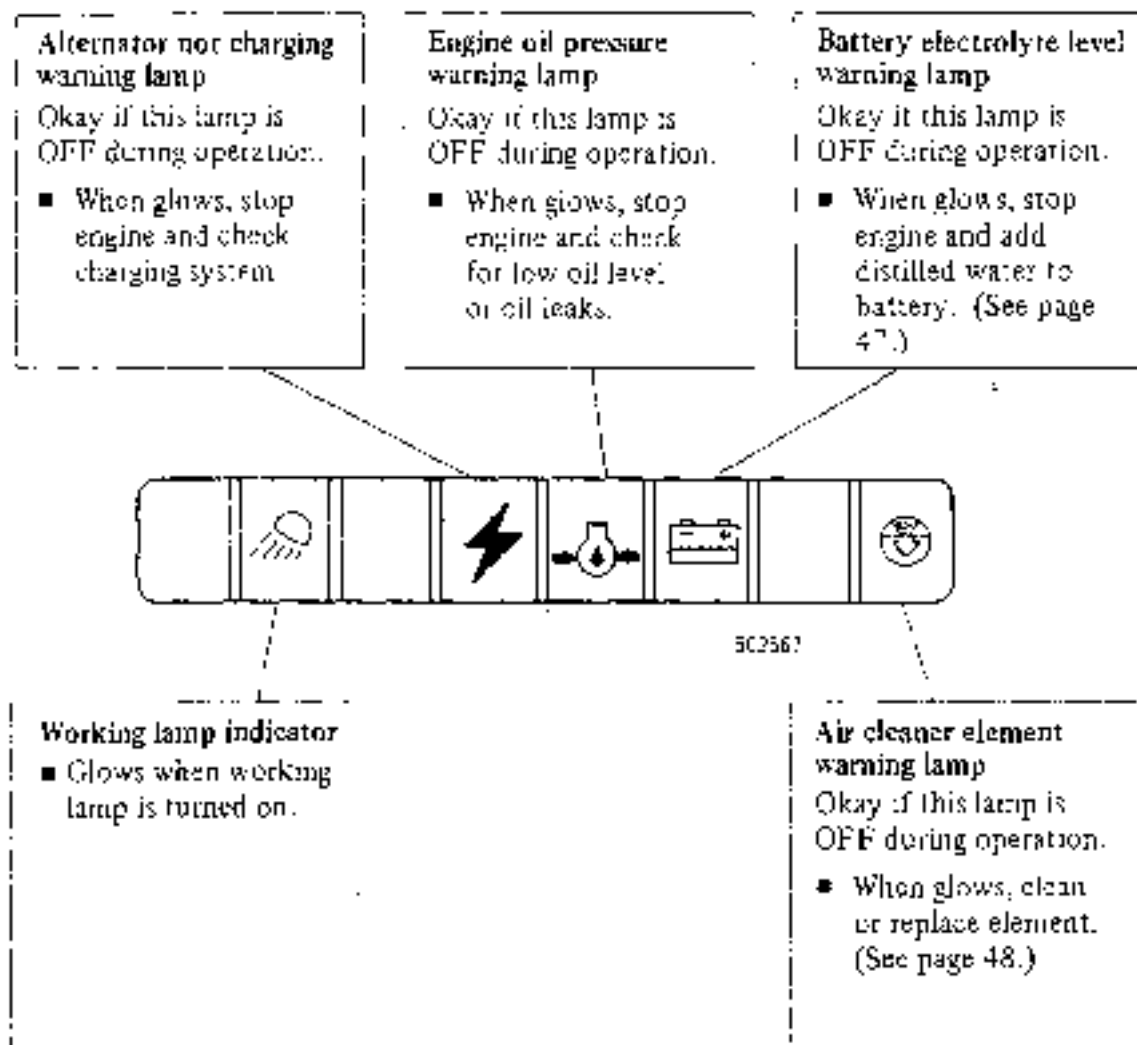 Alternator not charging
warning lamp
Okay if this lamp is
OFF during operation.
■ When glows, stop
engine and check
charging system
Engine oil pressure
warning lamp
Okay if this lamp is
OFF during operation.
■ When glows, stop
engine and check
for low oil level
or oil leaks.
Battery electrolyte level
warning lamp
Okay if this lamp is
OFF during operation.
■ When glows, stop
engine and add
distilled water to
battery. (See page
47.)
Working lamp indicator
■ Glows when working
lamp is turned on.
Air cleaner element
warning lamp
Okay if this lamp is
OFF during operation.
■ When glows, clean
or replace element.
(See page 48.)